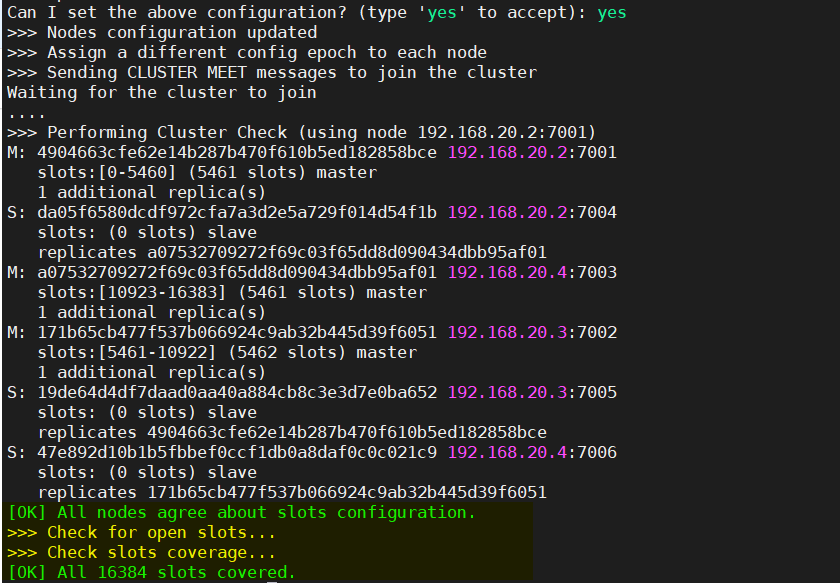 Can I set the above configuration? (type 'yes' to accept): yes
>>> Nodes configuration updated
>>> Assign a different config epoch to each node
>>> Sending CLUSTER MEET messages to join the cluster
Waiting for the cluster to join
....
>>> Performing Cluster Check (using node 192.168.20.2:7001)
M: 4904663cfe62e14b287b470f610b5ed182858bce 192.168.20.2:7001
   slots:[0-5460] (5461 slots) master
   1 additional replica(s)
S: da05f6580dcdf972cfa7a3d2e5a729f014d54f1b 192.168.20.2:7004
   slots: (0 slots) slave
   replicates a07532709272f69c03f65dd8d090434dbb95af01
M: a07532709272f69c03f65dd8d090434dbb95af01 192.168.20.4:7003
   slots:[10923-16383] (5461 slots) master
   1 additional replica(s)
M: 171b65cb477f537b066924c9ab32b445d39f6051 192.168.20.3:7002
   slots:[5461-10922] (5462 slots) master
   1 additional replica(s)
S: 19de64d4df7daad0aa40a884cb8c3e3d7e0ba652 192.168.20.3:7005
   slots: (0 slots) slave
   replicates 4904663cfe62e14b287b470f610b5ed182858bce
S: 47e892d10b1b5fbbef0ccf1db0a8daf0c0c021c9 192.168.20.4:7006
   slots: (0 slots) slave
   replicates 171b65cb477f537b066924c9ab32b445d39f6051
[OK] All nodes agree about slots configuration.
>>> Check for open slots...
>>> Check slots coverage...
[OK] All 16384 slots covered.